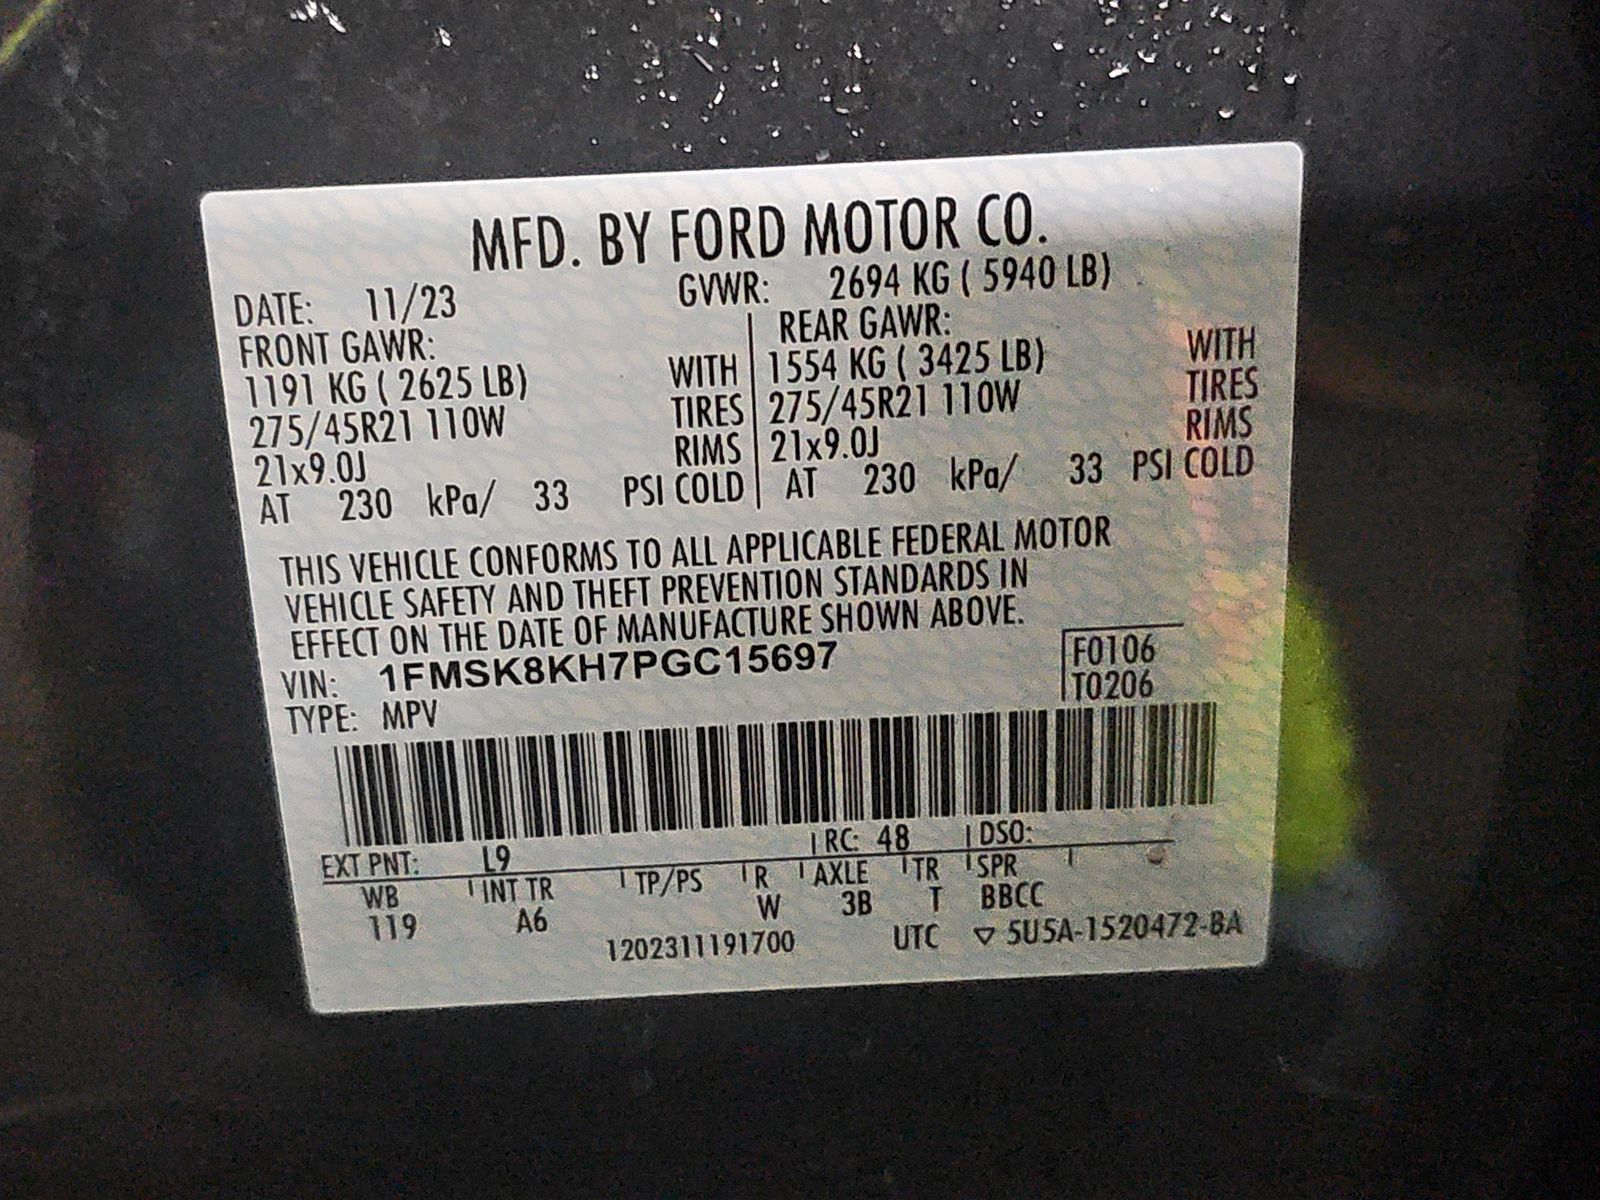 MFD. BY FORD MOTOR CO.
DATE: 11/23 GVWR: 2694 KG ( 5940 LB)
FRONT GAWR: REAR GAWR:
1191 KG ( 2625 LB) WITH 1554 KG ( 3425 LB) WITH
275/45R21 110W TIRES 275/45R21 110W TIRES
21x9.0J RIMS 21x9.0J RIMS
AT 230 kPa/ 33 PSI COLD AT 230 kPa/ 33 PSI COLD
THIS VEHICLE CONFORMS TO ALL APPLICABLE FEDERAL MOTOR
VEHICLE SAFETY AND THEFT PREVENTION STANDARDS IN
EFFECT ON THE DATE OF MANUFACTURE SHOWN ABOVE.
VIN: 1FMSK8KH7PGC15697 F0106
TYPE: MPV T0206
EXT PNT: L9 RC: 48 DSO:
WB INT TR TP/PS R AXLE TR SPR
119 A6 W 3B T BBCC
1202311191700 UTC ▽ 5U5A-1520472-BA